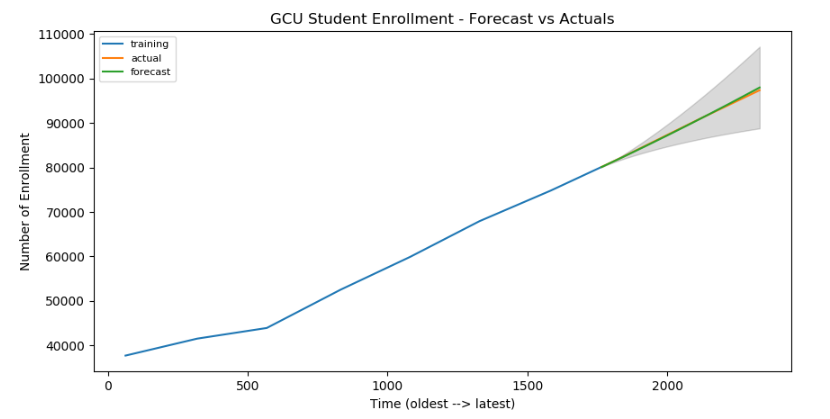 GCU Student Enrollment - Forecast vs Actuals
training
actual
forecast
110000
100000
90000
80000
70000
60000
50000
40000
Number of Enrollment
0 500 1000 1500 2000
Time (oldest --> latest)